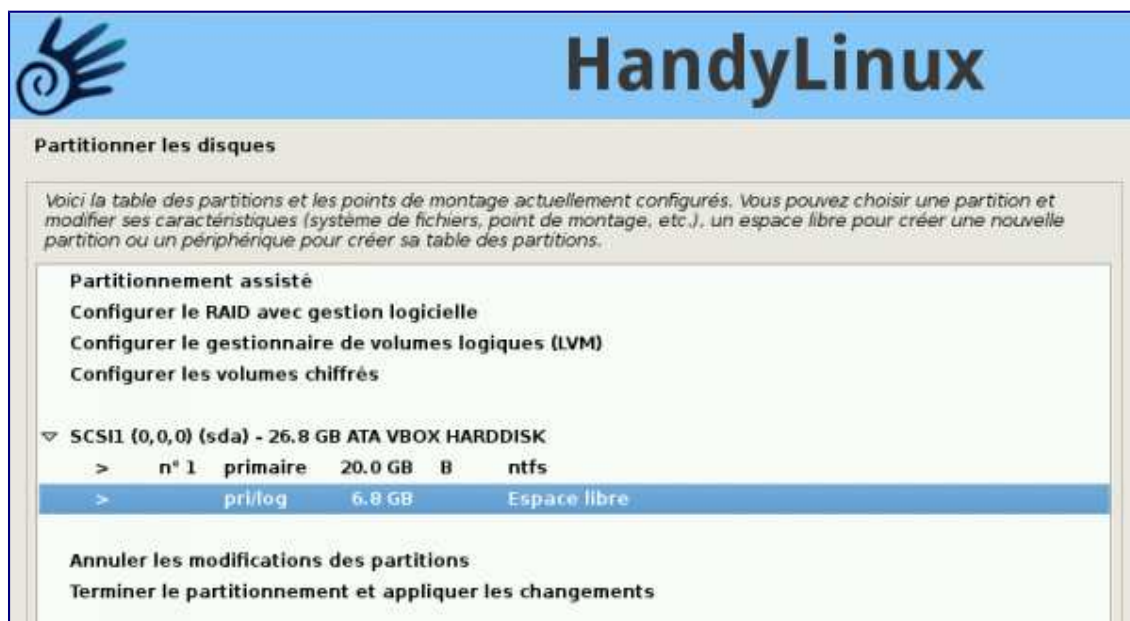 HandyLinux
Partitionner les disques
Voici la table des partitions et les points de montage actuellement configurés. Vous pouvez choisir une partition et
modifier ses caractéristiques (système de fichiers, point de montage, etc.), un espace libre pour créer une nouvelle
partition ou un périphérique pour créer sa table des partitions.
Partitionnement assisté
Configurer le RAID avec gestion logicielle
Configurer le gestionnaire de volumes logiques (LVM)
Configurer les volumes chiffrés
SCSI1 (0,0,0) (sda) - 26.8 GB ATA VBOX HARDDISK
> n° 1 primaire 20.0 GB B ntfs
> pri/log 6.8 GB Espace libre
Annuler les modifications des partitions
Terminer le partitionnement et appliquer les changements